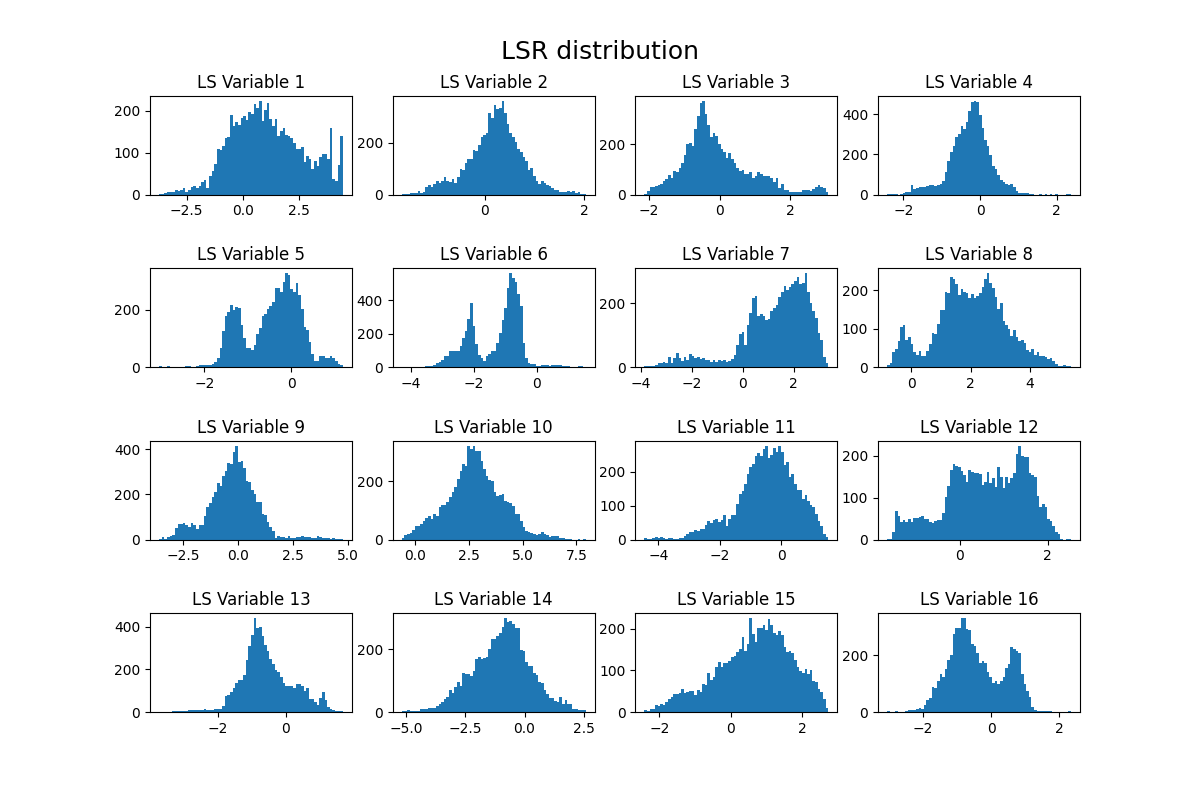 LSR distribution
LS Variable 1
LS Variable 2
LS Variable 3
LS Variable 4
200
100
0
−2.5 0.0 2.5
200
0
0 2
200
0
−2 0 2
400
200
0
−2 0 2
LS Variable 5
LS Variable 6
LS Variable 7
LS Variable 8
200
0
−2 0
400
200
0
−4 −2 0
200
0
−4 −2 0 2
200
100
0
0 2 4
LS Variable 9
LS Variable 10
LS Variable 11
LS Variable 12
400
200
0
−2.5 0.0 2.5 5.0
200
0
0.0 2.5 5.0 7.5
200
100
0
−4 −2 0
200
100
0
0 2
LS Variable 13
LS Variable 14
LS Variable 15
LS Variable 16
400
200
0
−2 0
200
0
−5.0 −2.5 0.0 2.5
200
100
0
−2 0 2
200
0
−2 0 2